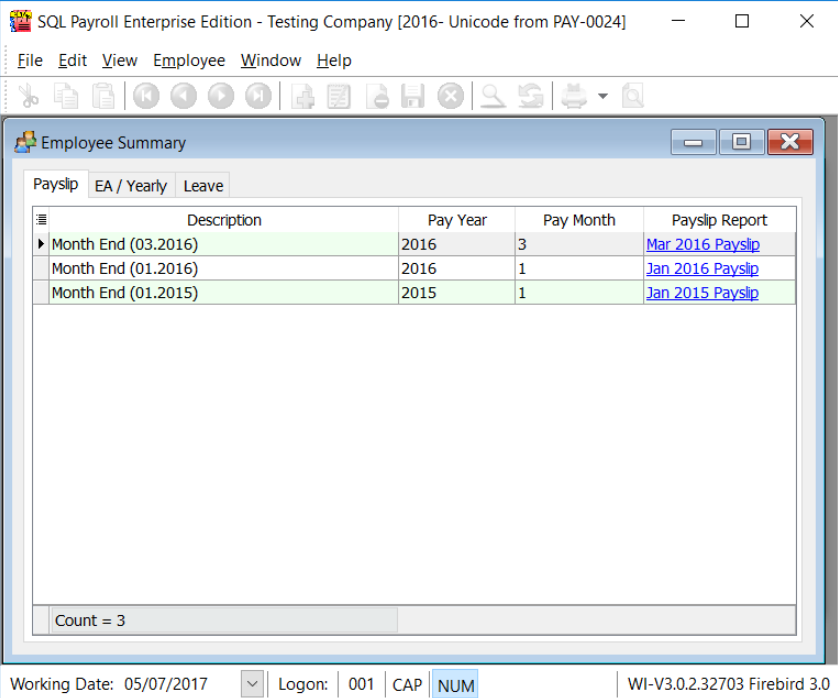 SQL Payroll Enterprise Edition - Testing Company [2016- Unicode from PAY-0024]
File Edit View Employee Window Help
Employee Summary
Payslip EA / Yearly Leave
Description Pay Year Pay Month Payslip Report
Month End (03.2016) 2016 3 Mar 2016 Payslip
Month End (01.2016) 2016 1 Jan 2016 Payslip
Month End (01.2015) 2015 1 Jan 2015 Payslip
Count = 3
Working Date: 05/07/2017 Logon: 001 CAP NUM WI-V3.0.2.32703 Firebird 3.0